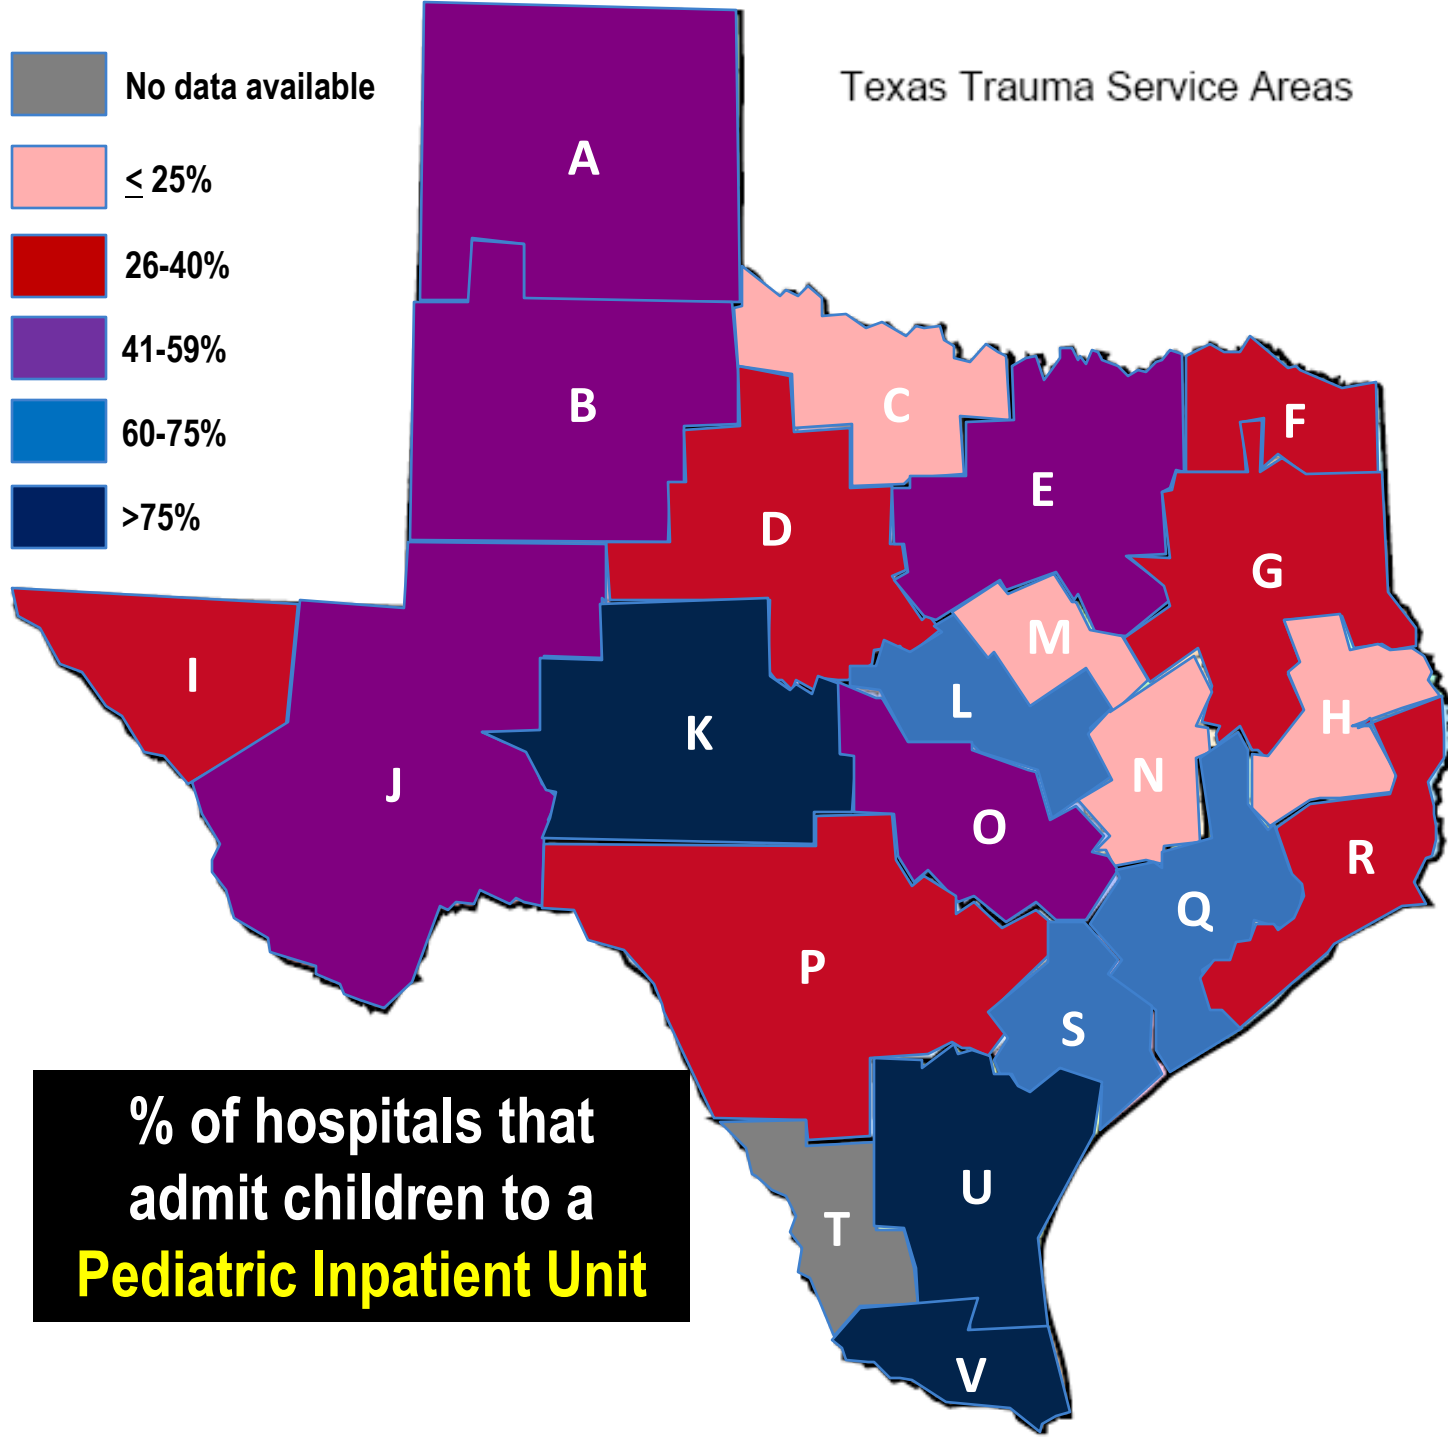 Texas Trauma Service Areas
No data available
≤ 25%
26-40%
41-59%
60-75%
>75%
A
B
C
D
E
F
G
H
I
J
K
L
M
N
O
P
Q
R
S
T
U
V
% of hospitals that
admit children to a
Pediatric Inpatient Unit